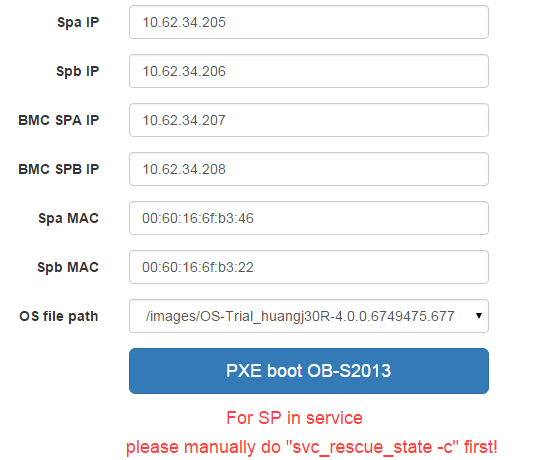 Spa IP 10.62.34.205
Spb IP 10.62.34.206
BMC SPA IP 10.62.34.207
BMC SPB IP 10.62.34.208
Spa MAC 00:60:16:6f:b3:46
Spb MAC 00:60:16:6f:b3:22
OS file path /images/OS-Trial_huangj30R-4.0.0.6749475.677
PXE boot OB-S2013
For SP in service
please manually do "svc_rescue_state -c" first!